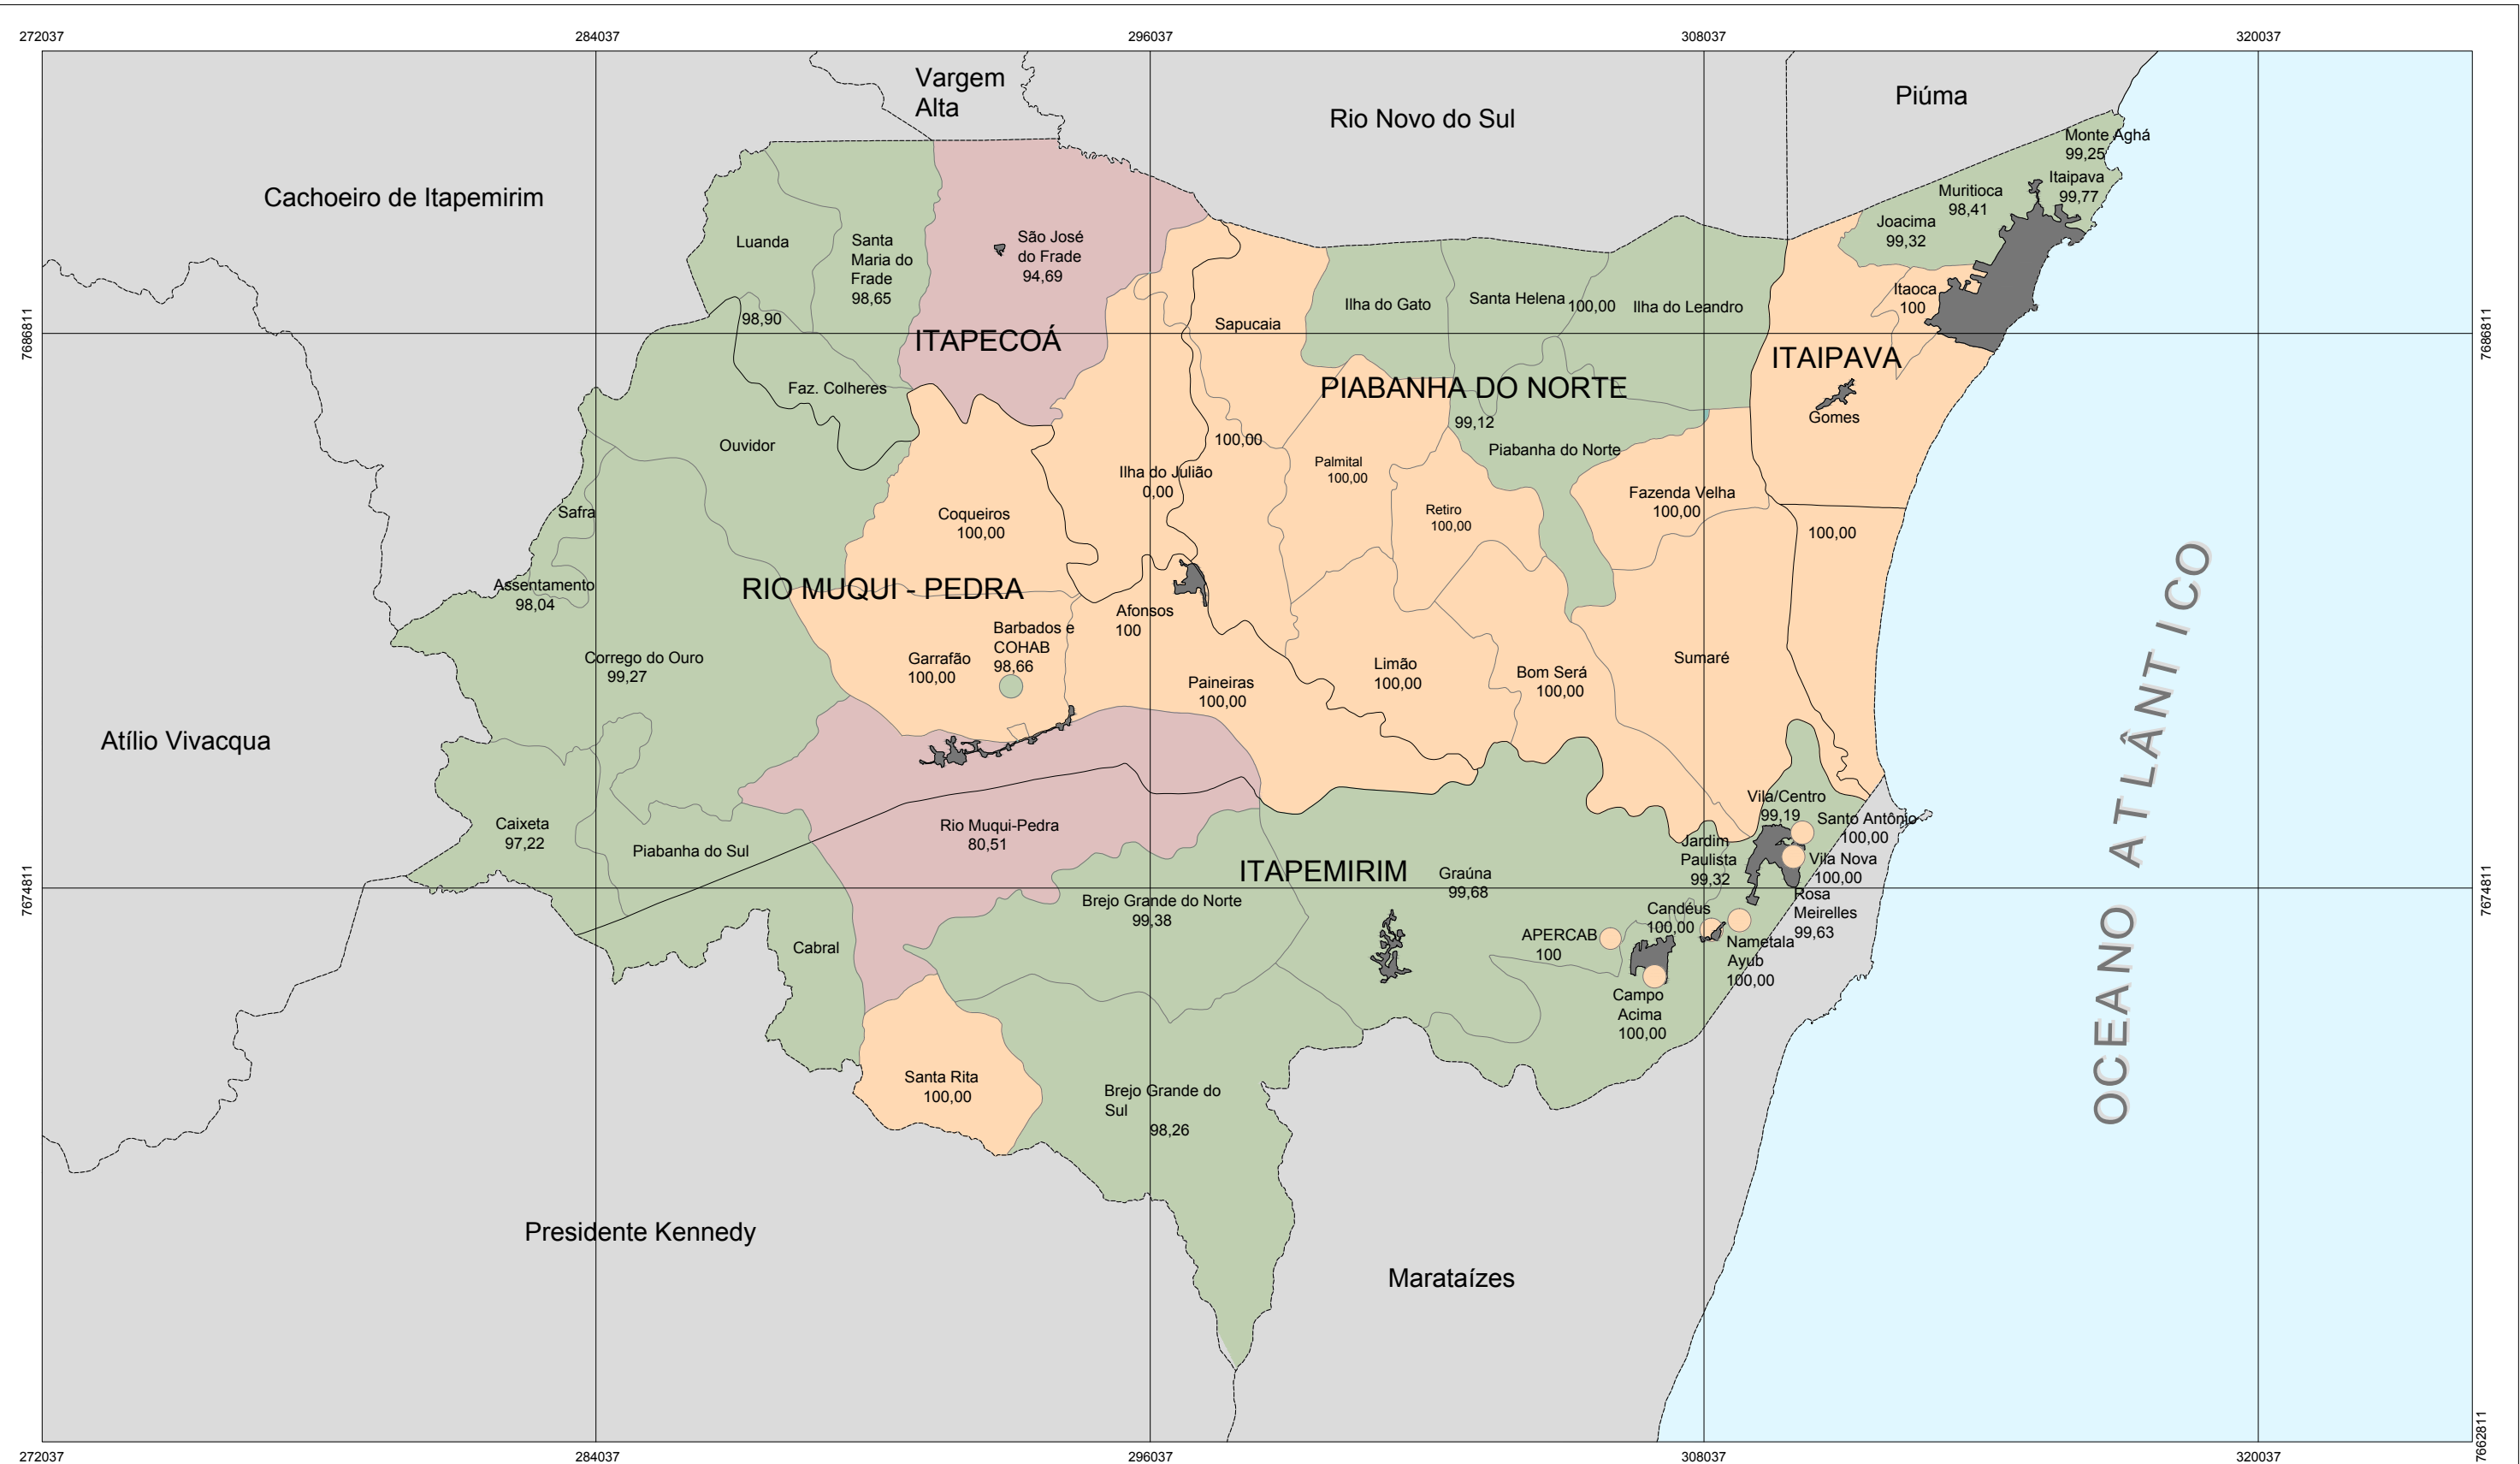 272037
284037
296037
308037
320037
Vargem
Alta
Piúma
Rio Novo do Sul
Monte Aghá
99,25
Itaipava
99,77
Muritioca
98,41
Joacima
99,32
Cachoeiro de Itapemirim
Luanda
Santa
Maria do
Frade
98,65
São José
do Frade
94,69
Itaoca
100
Ilha do Gato
Santa Helena
100,00
Ilha do Leandro
98,90
Sapucaia
7686811
7686811
ITAPECOÁ
ITAIPAVA
PIABANHA DO NORTE
Faz. Colheres
Gomes
99,12
Ouvidor
100,00
Piabanha do Norte
Palmital
100,00
Ilha do Julião
0,00
Fazenda Velha
100,00
Safra
Coqueiros
100,00
Retiro
100,00
100,00
Assentamento
98,04
RIO MUQUI - PEDRA
Afonsos
100
Barbados e
COHAB
98,66
Corrego do Ouro
99,27
Garrafão
100,00
Limão
100,00
Bom Será
100,00
Sumaré
Paineiras
100,00
OCEANO ATLÂNTICO
Atílio Vivacqua
Vila/Centro
99,19
Santo Antônio
100,00
Caixeta
97,22
Rio Muqui-Pedra
80,51
Piabanha do Sul
Jardim
Paulista
99,32
Vila Nova
100,00
ITAPEMIRIM
Graúna
99,68
7674811
7674811
Brejo Grande do Norte
99,38
Rosa
Meirelles
99,63
Candéus
100,00
APERCAB
100
Nametala
Ayub
100,00
Cabral
Campo
Acima
100,00
Santa Rita
100,00
Brejo Grande do
Sul
98,26
Presidente Kennedy
Marataízes
7662811
272037
284037
296037
308037
320037